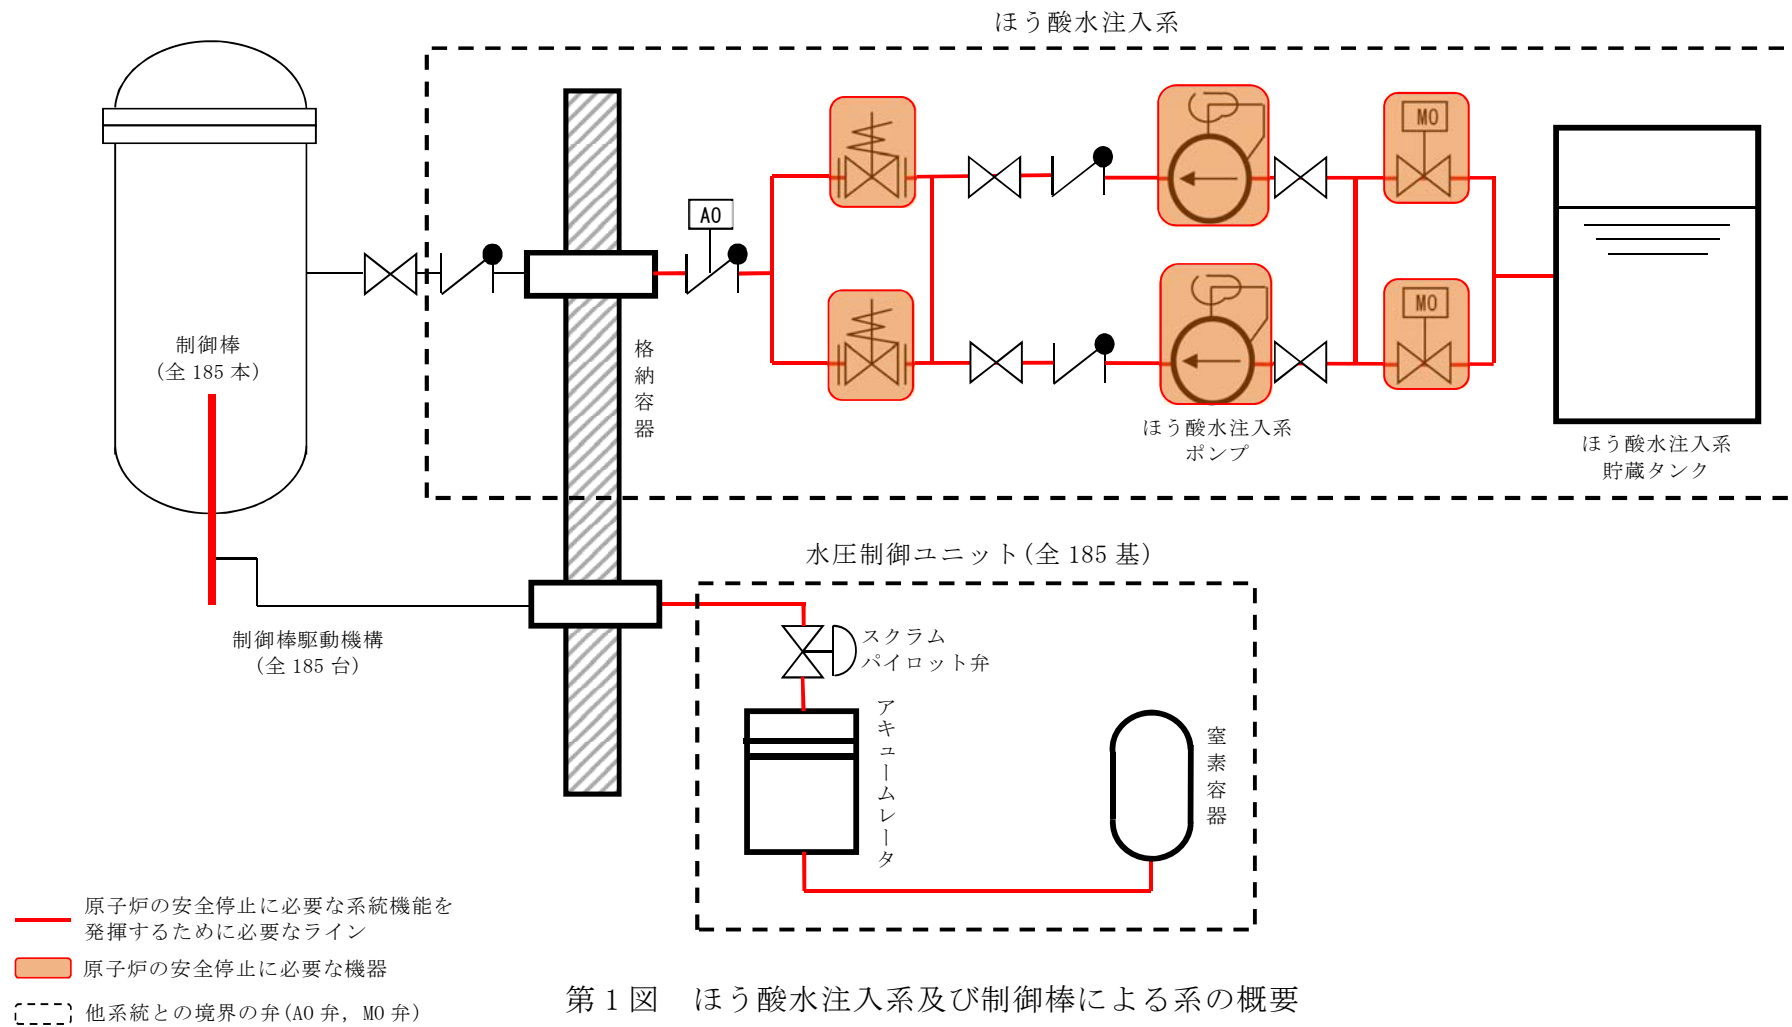 ほう酸水注入系
MO
AO
MO
制御棒
(全 185 本)
格納容器
ほう酸水注入系
ポンプ
ほう酸水注入系
貯蔵タンク
水圧制御ユニット(全 185 基)
制御棒駆動機構
(全 185 台)
スクラム
パイロット弁
アキュームレータ
窒素容器
原子炉の安全停止に必要な系統機能を
発揮するために必要なライン
原子炉の安全停止に必要な機器
他系統との境界の弁(AO 弁, MO 弁)
第1図　ほう酸水注入系及び制御棒による系の概要